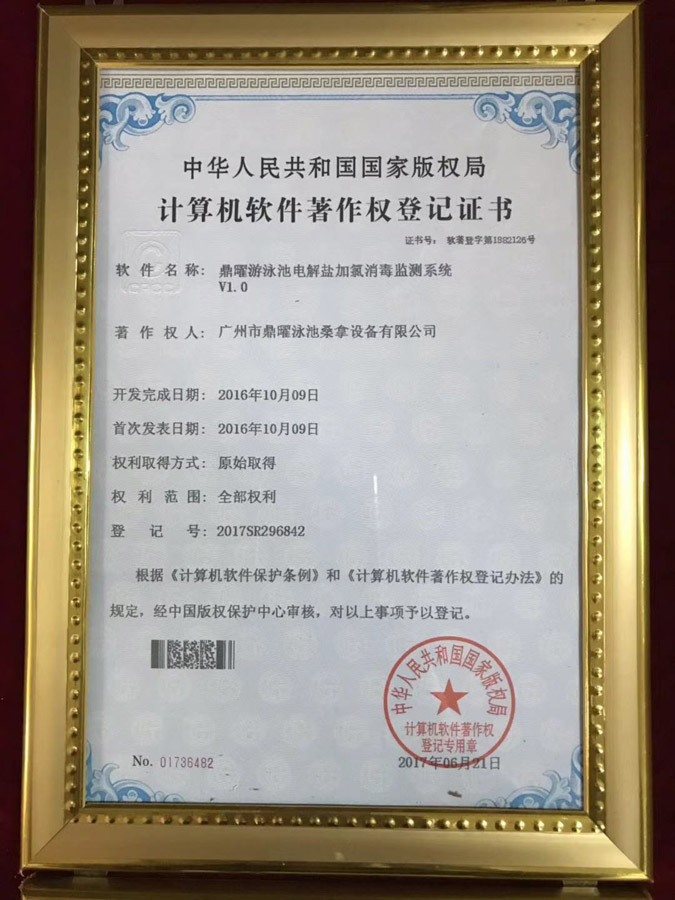 中华人民共和国国家版权局
计算机软件著作权登记证书
证书号： 软著登字第1882126号
软件名称： 鼎曜游泳池电解盐加氯消毒监测系统
V1.0
著作权人： 广州市鼎曜泳池桑拿设备有限公司
开发完成日期： 2016年10月09日
首次发表日期： 2016年10月09日
权利取得方式： 原始取得
权利范围： 全部权利
登记号： 2017SR296842
根据《计算机软件保护条例》和《计算机软件著作权登记办法》的
规定，经中国版权保护中心审核，对以上事项予以登记。
中华人民共和国国家版权局
计算机软件著作权
登记专用章
No. 01736482
2017年06月21日